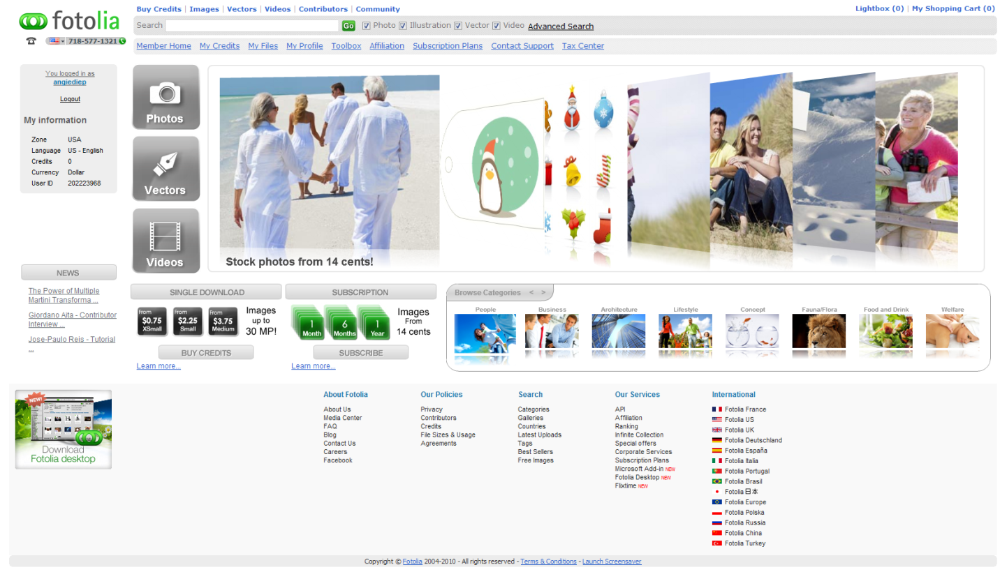 fotolia
718-577-1321
Buy Credits | Images | Vectors | Videos | Contributors | Community
Lightbox (0) | My Shopping Cart (0)
Search Go Photo Illustration Vector Video Advanced Search
Member Home My Credits My Files My Profile Toolbox Affiliation Subscription Plans Contact Support Tax Center
You logged in as
angiediep
Logout
My information
Zone USA
Language US - English
Credits 0
Currency Dollar
User ID 202223968
Photos
Vectors
Videos
Stock photos from 14 cents!
NEWS
The Power of Multiple
Martini Transforma ...
Giordano Aita - Contributor
Interview ...
Jose-Paulo Reis - Tutorial
...
SINGLE DOWNLOAD
From
$0.75
XSmall
From
$2.25
Small
From
$3.75
Medium
Images
up to
30 MP!
BUY CREDITS
Learn more...
SUBSCRIPTION
1
Month
6
Months
1
Year
Images
From
14 cents
SUBSCRIBE
Learn more...
Browse Categories < >
People Business Architecture Lifestyle Concept Fauna/Flora Food and Drink Welfare
NEW!
Download
Fotolia desktop
About Fotolia
About Us
Media Center
FAQ
Blog
Contact Us
Careers
Facebook
Our Policies
Privacy
Contributors
Credits
File Sizes & Usage
Agreements
Search
Categories
Galleries
Countries
Latest Uploads
Tags
Best Sellers
Free Images
Our Services
API
Affiliation
Ranking
Infinite Collection
Special offers
Corporate Services
Subscription Plans
Microsoft Add-in NEW
Fotolia Desktop NEW
Flixtime NEW
International
Fotolia France
Fotolia US
Fotolia UK
Fotolia Deutschland
Fotolia España
Fotolia Italia
Fotolia Portugal
Fotolia Brasil
Fotolia 日本
Fotolia Europe
Fotolia Polska
Fotolia Russia
Fotolia China
Fotolia Turkey
Copyright © Fotolia 2004-2010 - All rights reserved - Terms & Conditions - Launch Screensaver